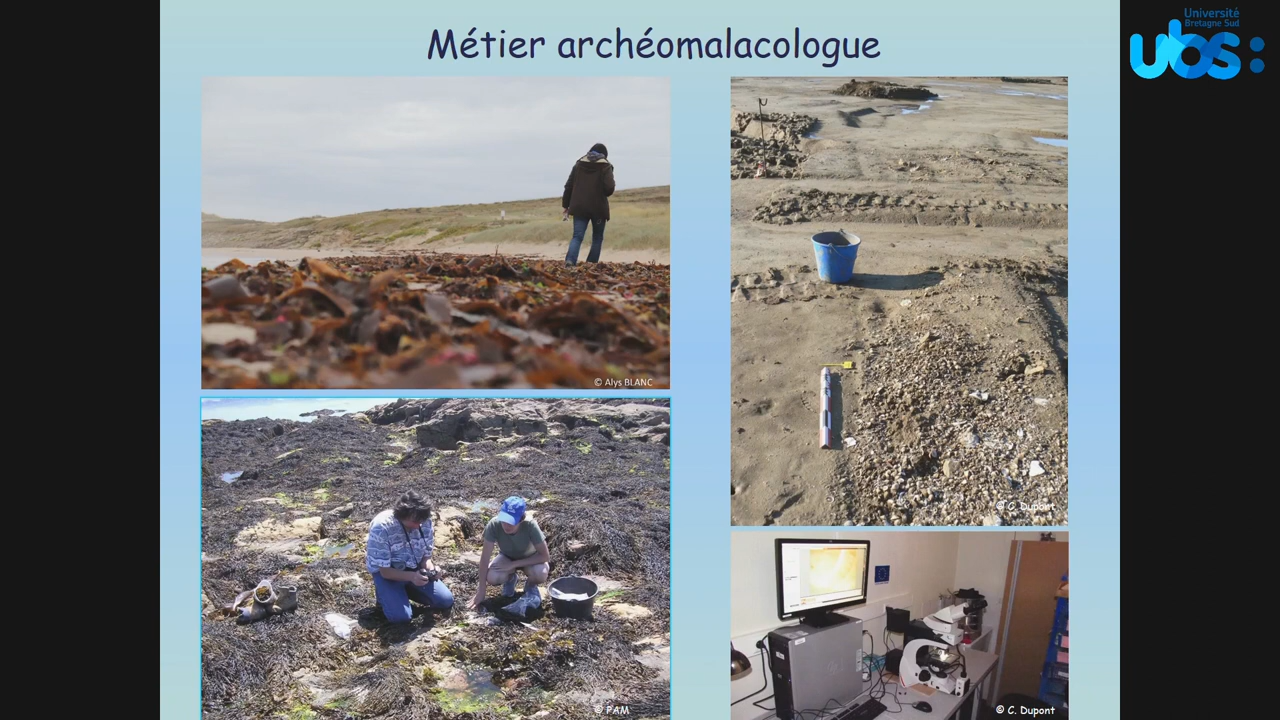 Métier archéomalacologue
Université
Bretagne Sud
ubs:
© Alys BLANC
© C. Dupont
© PAM
© C. Dupont